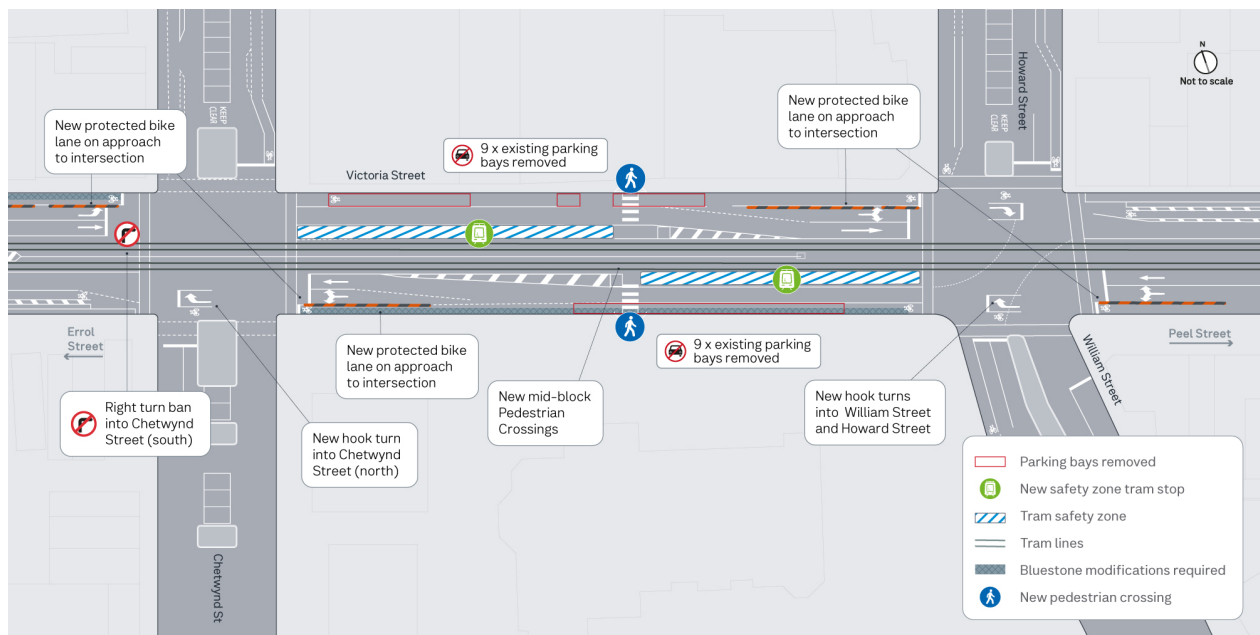 N
Not to scale
Howard Street
KEEP
CLEAR
KEEP
CLEAR
New protected bike
lane on approach
to intersection
Victoria Street
9 x existing parking
bays removed
New protected bike
lane on approach
to intersection
Errol
Street
Peel Street
William Street
Chetwynd St
Right turn ban
into Chetwynd
Street (south)
New hook turn
into Chetwynd
Street (north)
New protected bike
lane on approach
to intersection
New mid-block
Pedestrian
Crossings
9 x existing parking
bays removed
New hook turns
into William Street
and Howard Street
Parking bays removed
New safety zone tram stop
Tram safety zone
Tram lines
Bluestone modifications required
New pedestrian crossing